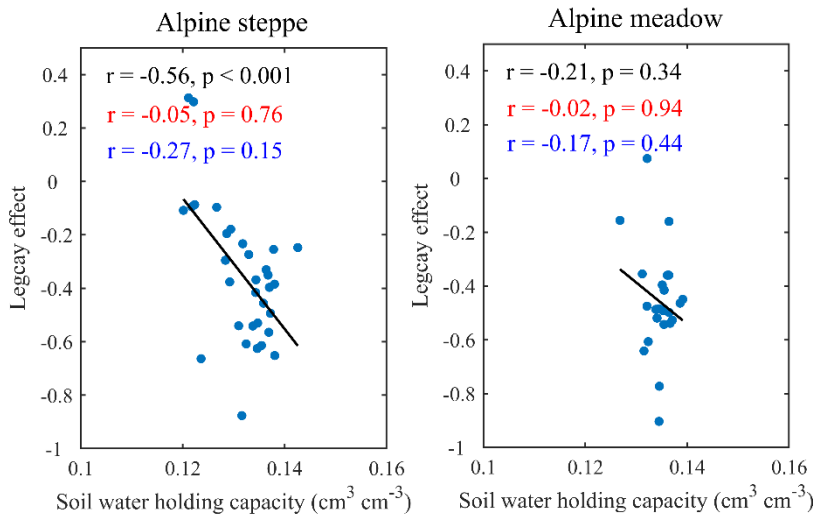 Alpine steppe
r = -0.56, p < 0.001
r = -0.05, p = 0.76
r = -0.27, p = 0.15
0.4
0.2
0
-0.2
-0.4
-0.6
-0.8
-1
Legcay effect
0.1
0.12
0.14
0.16
Soil water holding capacity (cm³ cm⁻³)
Alpine meadow
r = -0.21, p = 0.34
r = -0.02, p = 0.94
r = -0.17, p = 0.44
0.4
0.2
0
-0.2
-0.4
-0.6
-0.8
-1
Legcay effect
0.1
0.12
0.14
0.16
Soil water holding capacity (cm³ cm⁻³)